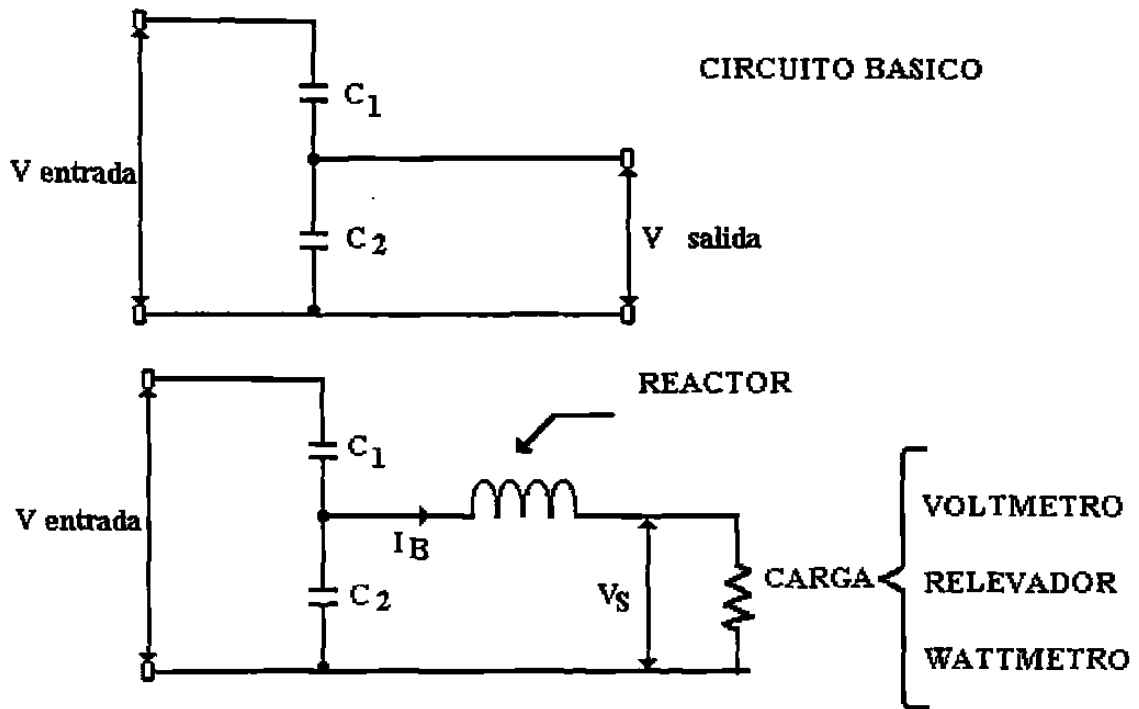 CIRCUITO BASICO
C1
V entrada
C2
V salida
REACTOR
C1
V entrada
IB
C2
VS
CARGA
VOLTMETRO
RELEVADOR
WATTMETRO